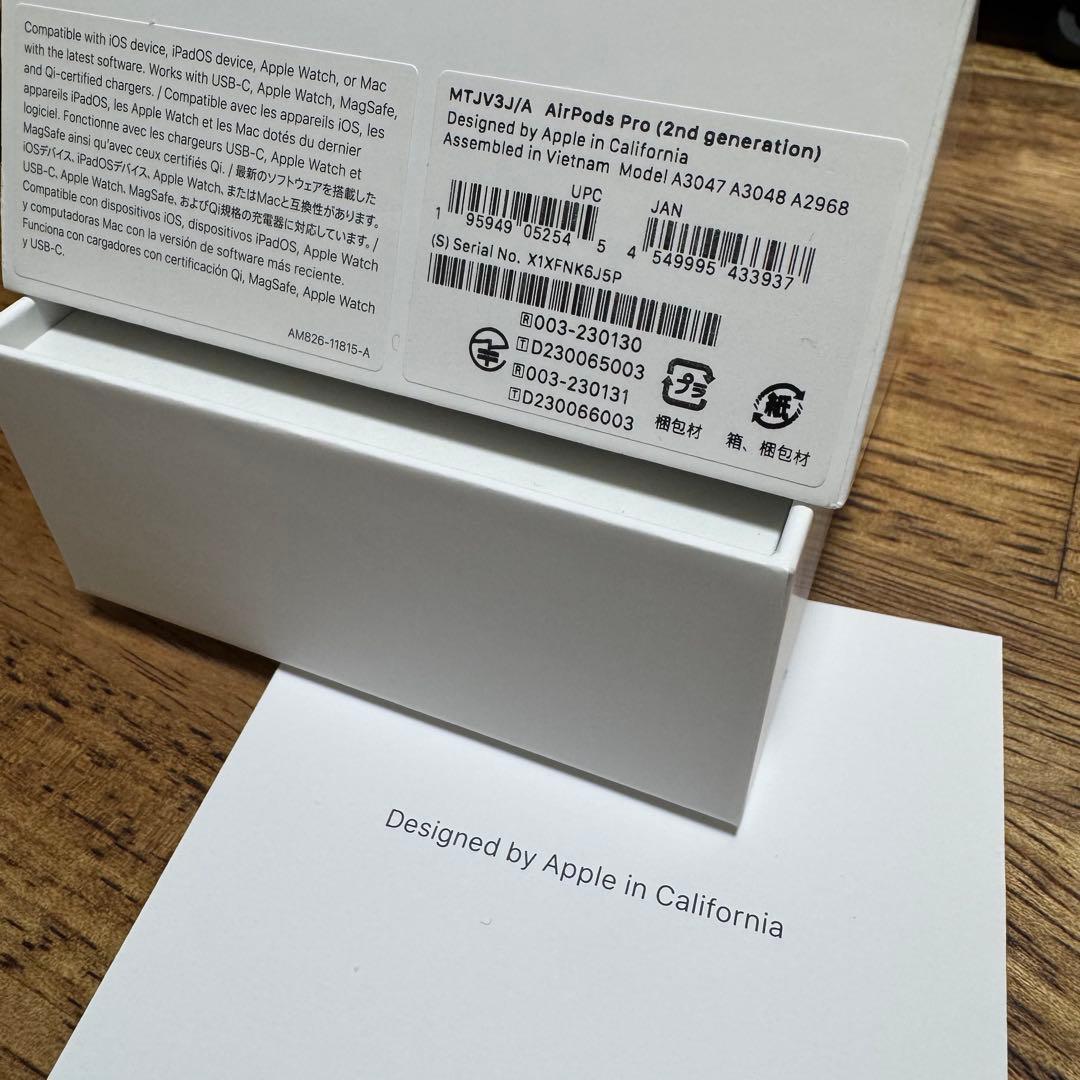 Compatible with iOS device, iPadOS device, Apple Watch, or Mac
with the latest software. Works with USB-C, Apple Watch, MagSafe,
and Qi-certified chargers. / Compatible avec les appareils iOS, les
appareils iPadOS, les Apple Watch et les Mac dotés du dernier
logiciel. Fonctionne avec les chargeurs USB-C, Apple Watch et
MagSafe ainsi qu'avec ceux certifiés Qi. / 最新のソフトウェアを搭載した
iOSデバイス、iPadOSデバイス、Apple Watch、またはMacと互換性があります。
USB-C、Apple Watch、MagSafe、およびQi規格の充電器に対応しています。/
Compatible con dispositivos iOS, dispositivos iPadOS, Apple Watch
y computadoras Mac con la versión de software más reciente.
Funciona con cargadores con certificación Qi, MagSafe, Apple Watch
y USB-C.
AM826-11815-A
MTJV3J/A AirPods Pro (2nd generation)
Designed by Apple in California
Assembled in Vietnam Model A3047 A3048 A2968
UPC
1 95949 05254 5
JAN
4 549995 433937
(S) Serial No. X1XFNK6J5P
R 003-230130
T D230065003
R 003-230131
T D230066003
プラ
梱包材
紙
箱、梱包材
Designed by Apple in California